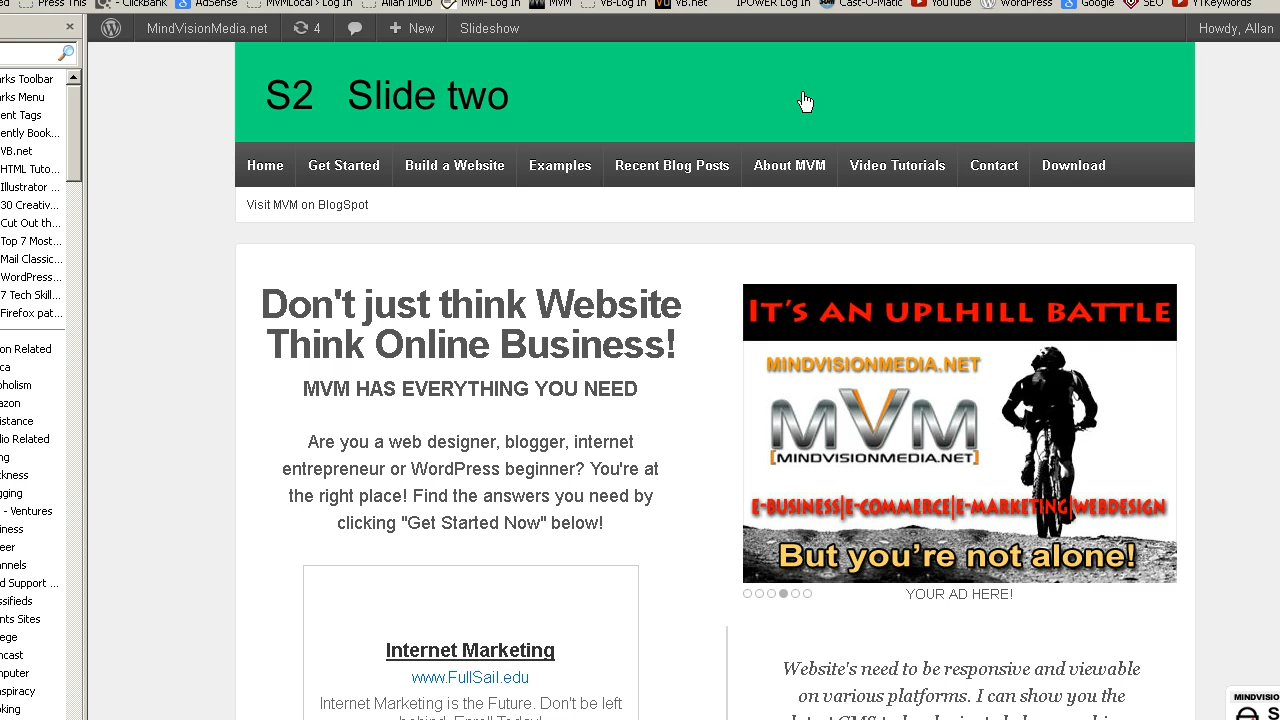 Press This
ClickBank
AdSense
MVMLocal> Log In
Allan IMDb
MVM- Log In
MVM
VB-Log In
VB.net
IPOWER Log In
Cast-O-Matic
YouTube
WordPress
Google
SEO
YTKeywords
MindVisionMedia.net
4
New
Slideshow
Howdy, Allan
rks Toolbar
rks Menu
ent Tags
ently Book...
VB.net
HTML Tuto...
Illustrator ...
30 Creativ...
Cut Out th...
Top 7 Most...
Mail Classic...
WordPress...
7 Tech Skill...
Firefox pat...
on Related
ca
oholism
azon
istance
lio Related
ng
ckness
gging
- Ventures
iness
eer
nnels
d Support ...
ssifieds
nts Sites
ege
ncast
mputer
nspiracy
oking
S2 Slide two
Home
Get Started
Build a Website
Examples
Recent Blog Posts
About MVM
Video Tutorials
Contact
Download
Visit MVM on BlogSpot
Don't just think Website
Think Online Business!
MVM HAS EVERYTHING YOU NEED
Are you a web designer, blogger, internet
entrepreneur or WordPress beginner? You're at
the right place! Find the answers you need by
clicking "Get Started Now" below!
Internet Marketing
www.FullSail.edu
Internet Marketing is the Future. Don't be left
behind. Enroll Today!
IT'S AN UPLHILL BATTLE
MINDVISIONMEDIA.NET
MVM
[MINDVISIONMEDIA.NET]
E-BUSINESS|E-COMMERCE|E-MARKETING|WEBDESIGN
But you're not alone!
YOUR AD HERE!
Website's need to be responsive and viewable
on various platforms. I can show you the
MINDVISIO